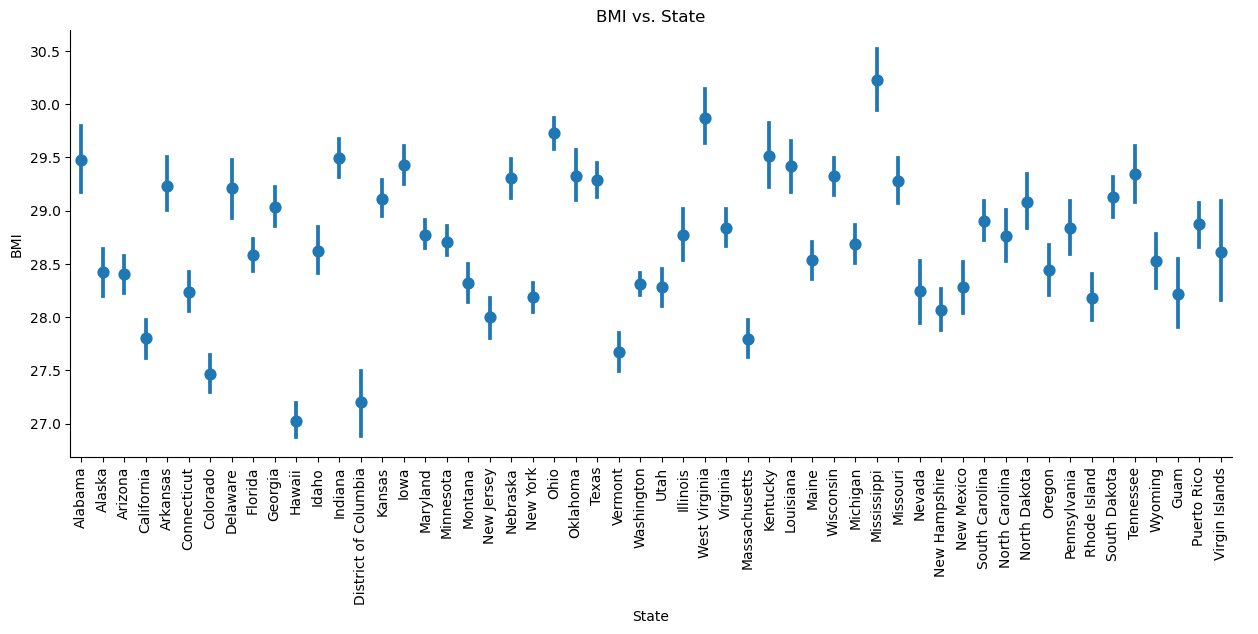 BMI vs. State
BMI
30.5
30.0
29.5
29.0
28.5
28.0
27.5
27.0
Alabama
Alaska
Arizona
California
Arkansas
Connecticut
Colorado
Delaware
Florida
Georgia
Hawaii
Idaho
Indiana
District of Columbia
Kansas
Iowa
Maryland
Minnesota
Montana
New Jersey
Nebraska
New York
Ohio
Oklahoma
Texas
Vermont
Washington
Utah
Illinois
West Virginia
Virginia
Massachusetts
Kentucky
Louisiana
Maine
Wisconsin
Michigan
Mississippi
Missouri
Nevada
New Hampshire
New Mexico
South Carolina
North Carolina
North Dakota
Oregon
Pennsylvania
Rhode Island
South Dakota
Tennessee
Wyoming
Guam
Puerto Rico
Virgin Islands
State